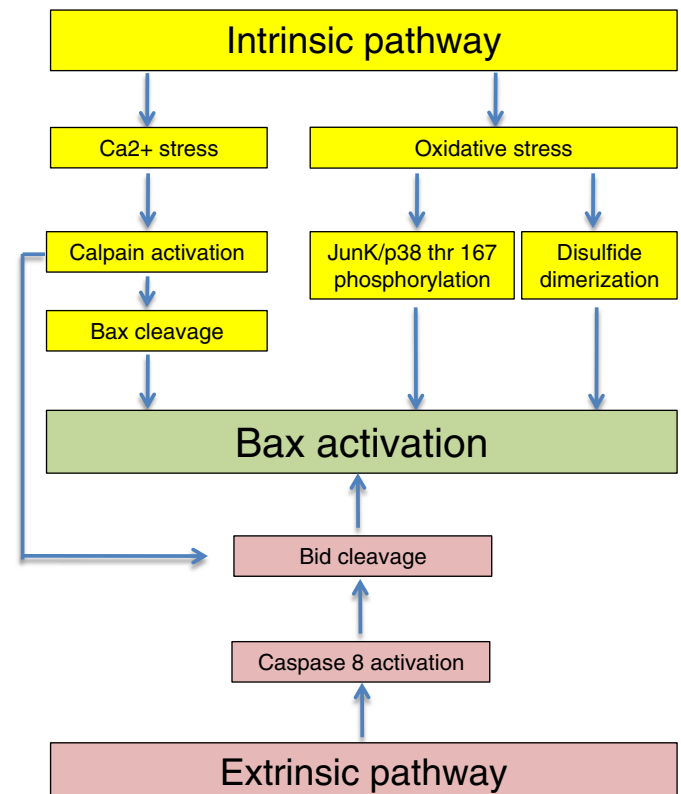 Intrinsic pathway
Ca2+ stress
Oxidative stress
Calpain activation
JunK/p38 thr 167
phosphorylation
Disulfide
dimerization
Bax cleavage
Bax activation
Bid cleavage
Caspase 8 activation
Extrinsic pathway